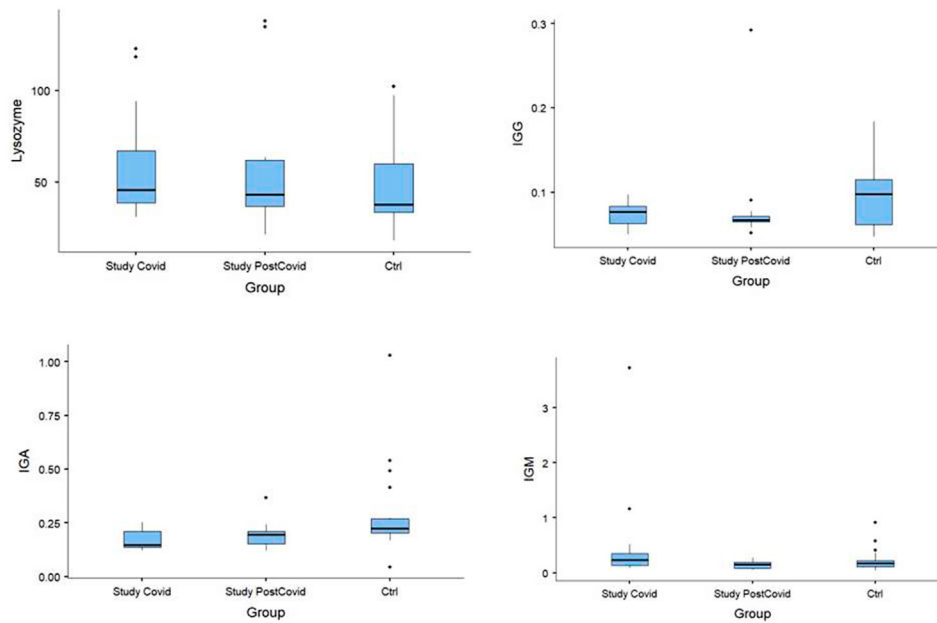 Lysozyme
100
50
Study Covid Study PostCovid Ctrl
Group
IGG
0.3
0.2
0.1
Study Covid Study PostCovid Ctrl
Group
IGA
1.00
0.75
0.50
0.25
0.00
Study Covid Study PostCovid Ctrl
Group
IGM
3
2
1
0
Study Covid Study PostCovid Ctrl
Group